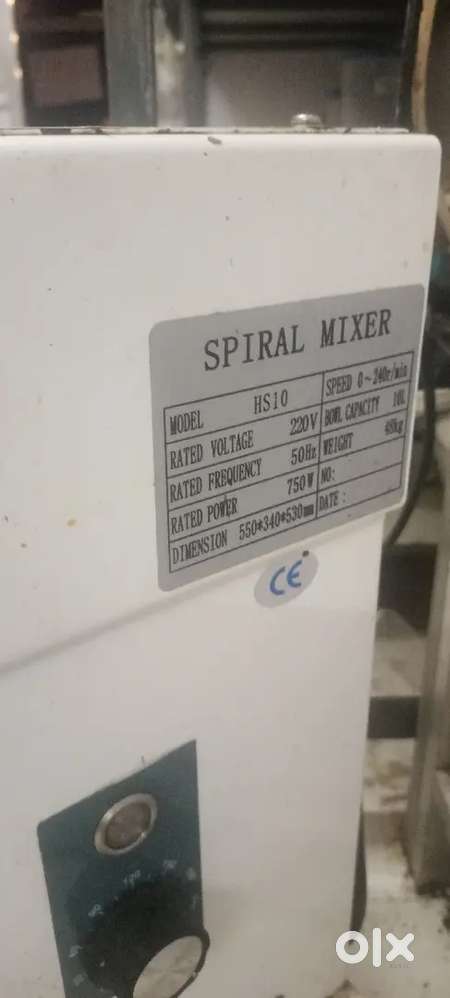 SPIRAL MIXER
MODEL HS10 SPEED 0~240r/min
RATED VOLTAGE 220V BOWL CAPACITY 10L
RATED FREQUENCY 50Hz WEIGHT
RATED POWER 750W NO:
DIMENSION 550*340*530mm DATE:
CE
olx